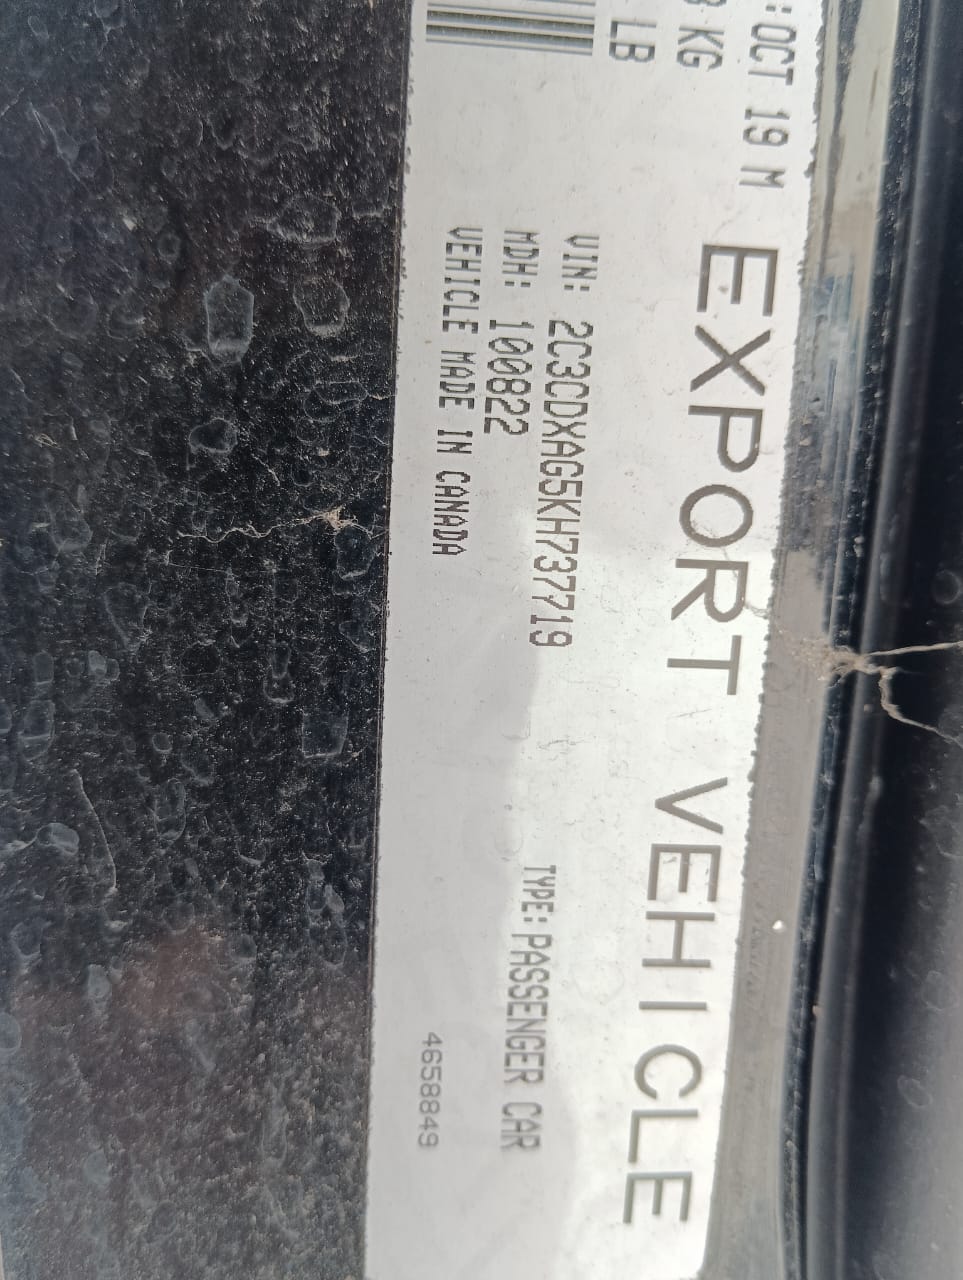 : OCT 19 M
KG
LB
EXPORT VEHICLE
VIN: 2C3CDXAG5KH737719
MDH: 100822
TYPE: PASSENGER CAR
VEHICLE MADE IN CANADA
4658849